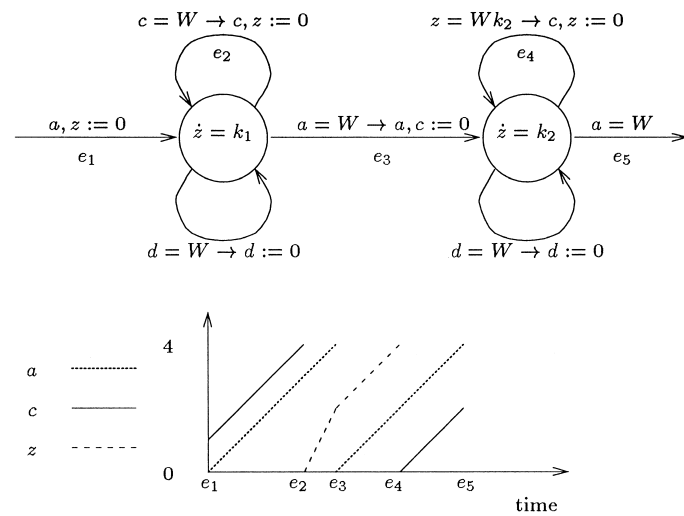 c = W → c, z := 0
z = Wk₂ → c, z := 0
e₂
e₄
a, z := 0
ż = k₁
a = W → a, c := 0
ż = k₂
a = W
e₁
e₃
e₅
d = W → d := 0
d = W → d := 0
4
a
c
z
0
e₁ e₂ e₃ e₄ e₅
time